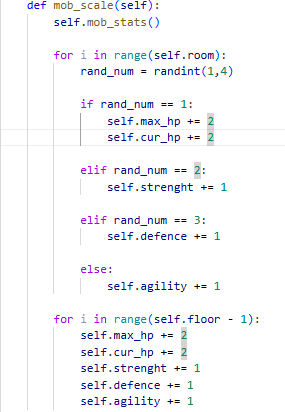 def mob_scale(self):
self.mob_stats()
for i in range(self.room):
rand_num = randint(1,4)
if rand_num == 1:
self.max_hp += 2
self.cur_hp += 2
elif rand_num == 2:
self.strenght += 1
elif rand_num == 3:
self.defence += 1
else:
self.agility += 1
for i in range(self.floor - 1):
self.max_hp += 2
self.cur_hp += 2
self.strenght += 1
self.defence += 1
self.agility += 1